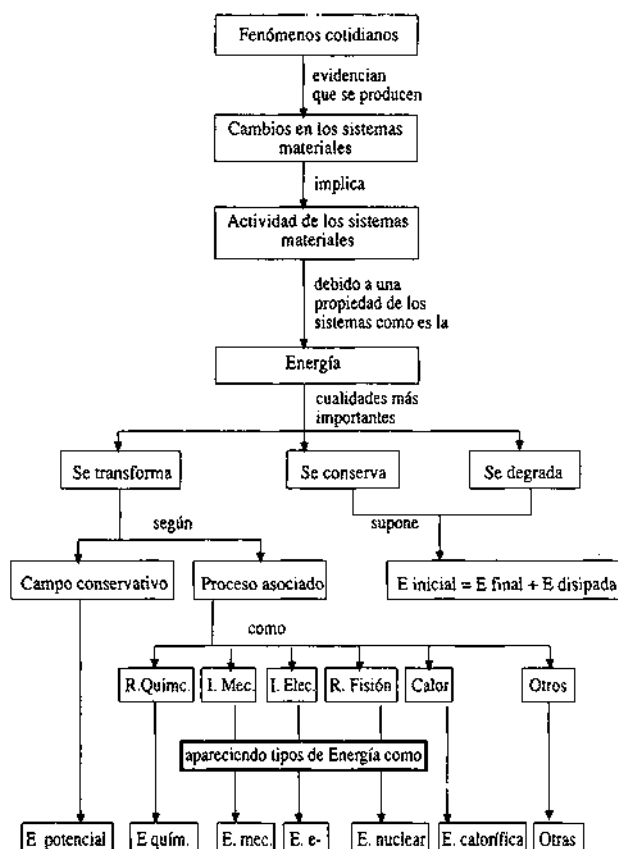 Fenómenos cotidianos
evidencian
que se producen
Cambios en los sistemas
materiales
implica
Actividad de los sistemas
materiales
debido a una
propiedad de los
sistemas como es la
Energía
cualidades más
importantes
Se transforma
Se conserva
Se degrada
según
supone
Campo conservativo
Proceso asociado
E inicial = E final + E disipada
como
R.Quimc.
I. Mec.
I. Elec.
R. Fisión
Calor
Otros
apareciendo tipos de Energía como
E potencial
E quím.
E. mec.
E. e-
E. nuclear
E. calorífica
Otras